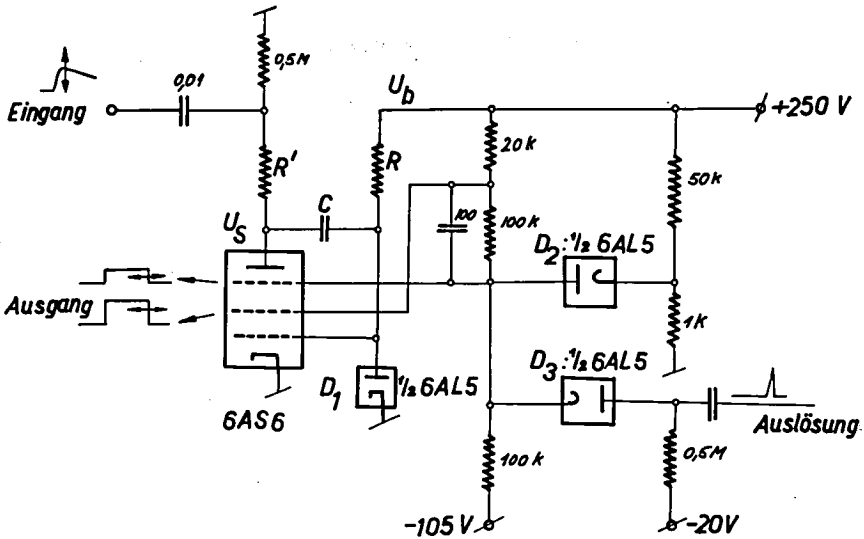 0,5M
0,01
Eingang
U_b
+250 V
20k
R'
R
50k
C
100
100k
U_S
D_2:½ 6AL5
Ausgang
1k
D_3:½ 6AL5
D_1
½ 6AL5
6AS6
Auslösung
100k
0,5M
-105 V
-20V